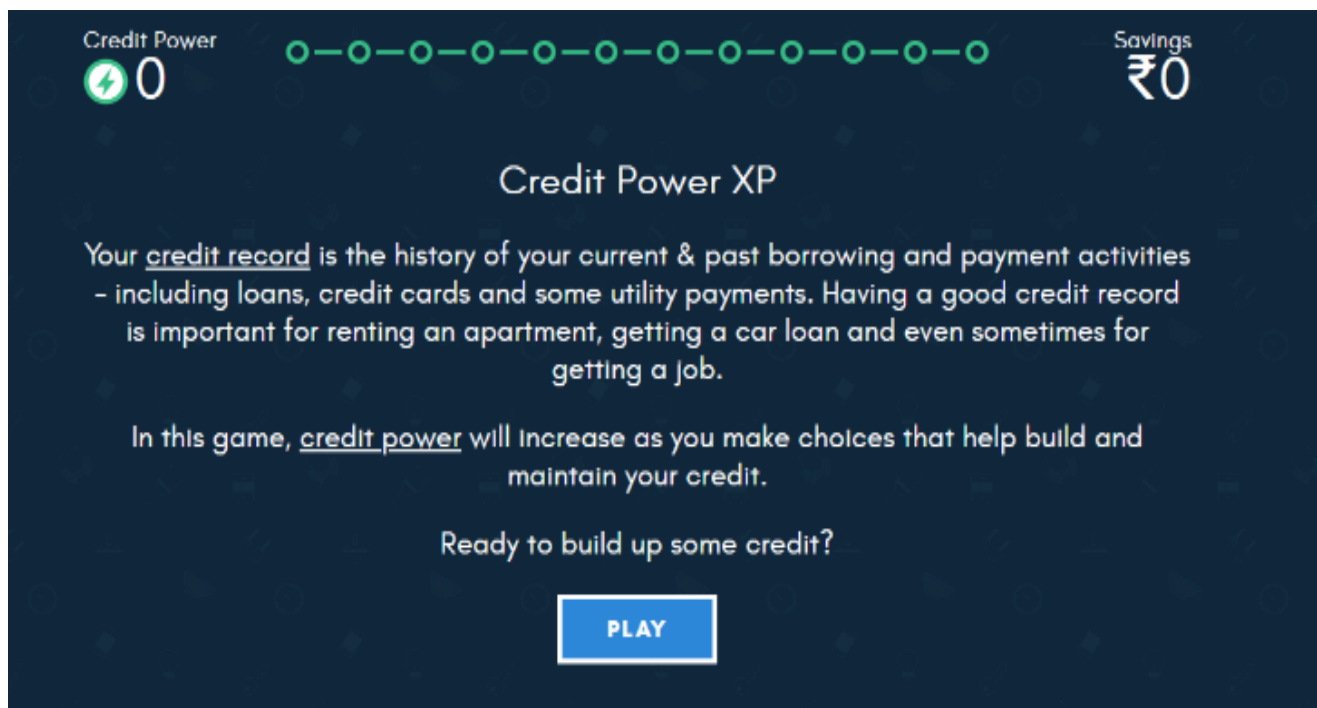 Credit Power
0
Savings
₹0
Credit Power XP
Your credit record is the history of your current & past borrowing and payment activities
– including loans, credit cards and some utility payments. Having a good credit record
is important for renting an apartment, getting a car loan and even sometimes for
getting a job.
In this game, credit power will increase as you make choices that help build and
maintain your credit.
Ready to build up some credit?
PLAY